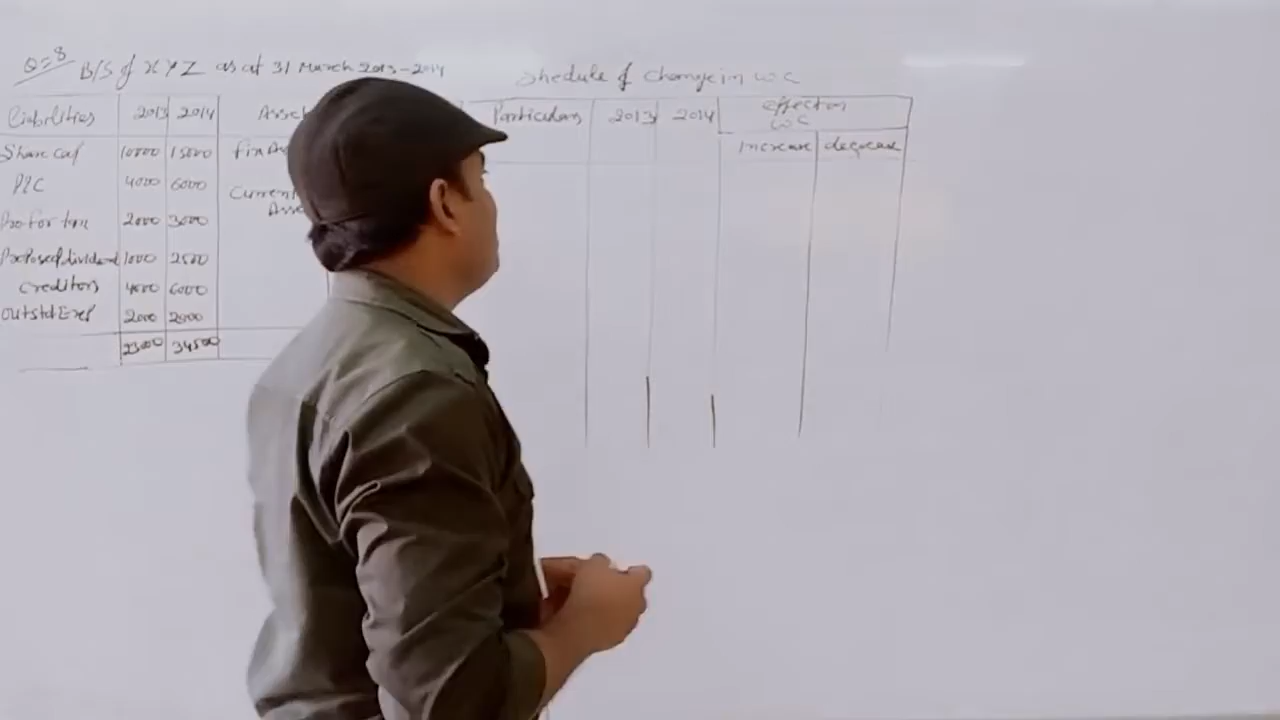 Q=8 B/S of XYZ as at 31 March 2013-2014
Liabilities 2013 2014 Asset
Share cap 10000 15000 Fix
P/L 4000 6000 Current
Pro for tax 2000 3000
Proposed dividend 1000 2500
Creditors 4000 6000
Outstd Exp 2000 2000
23000 34500
Shedule of change in WC
Particulars 2013 2014 effect on
WC
increase decrease